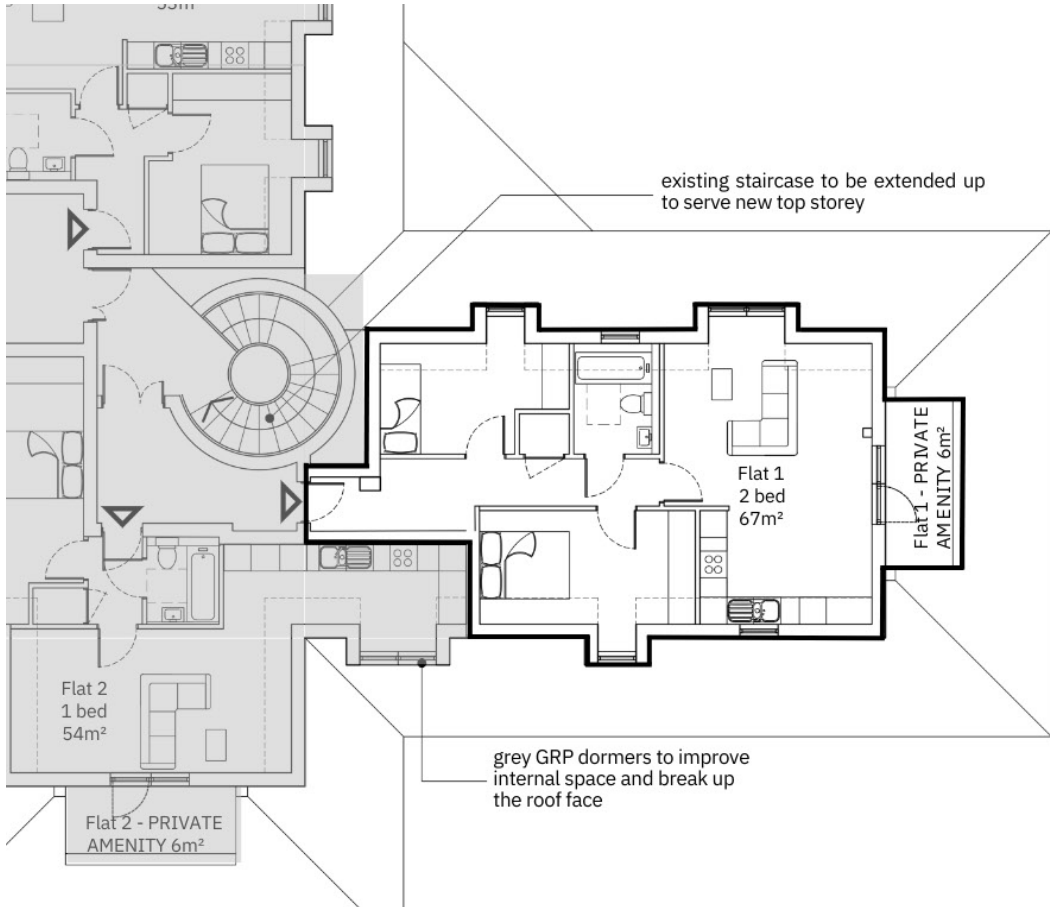 existing staircase to be extended up
to serve new top storey
Flat 1
2 bed
67m²
Flat 1 - PRIVATE
AMENITY 6m²
Flat 2
1 bed
54m²
Flat 2 - PRIVATE
AMENITY 6m²
grey GRP dormers to improve
internal space and break up
the roof face